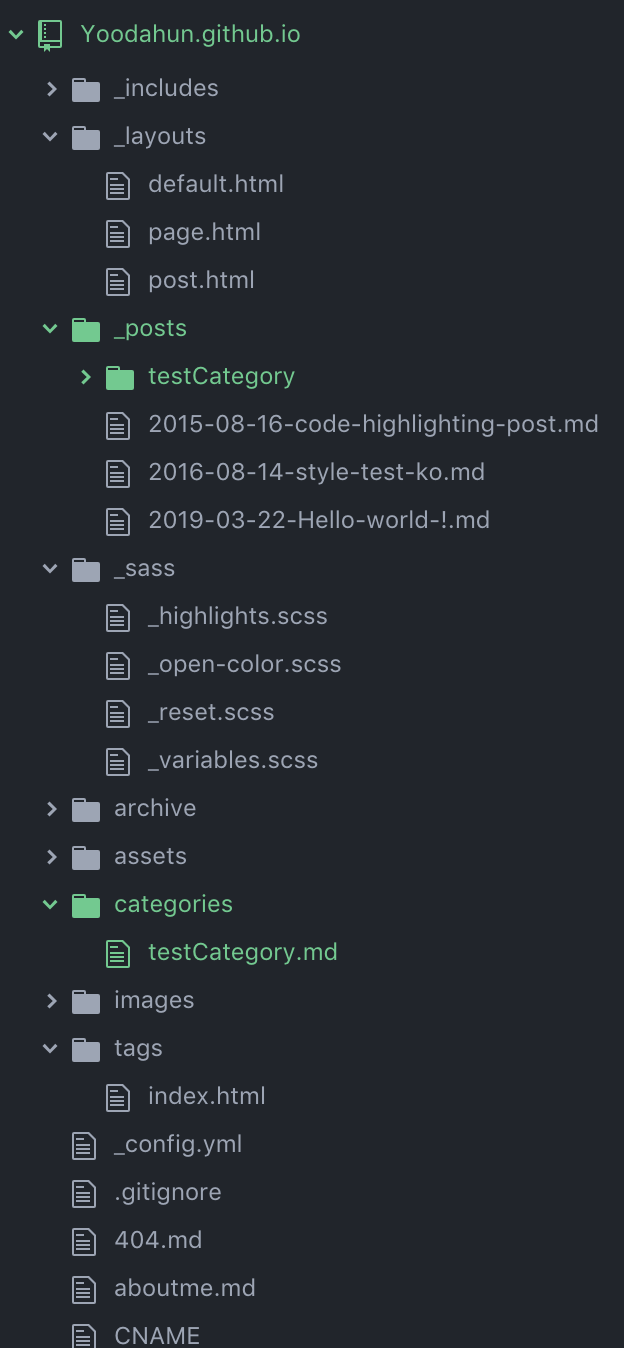 Yoodahun.github.io
_includes
_layouts
default.html
page.html
post.html
_posts
testCategory
2015-08-16-code-highlighting-post.md
2016-08-14-style-test-ko.md
2019-03-22-Hello-world-!.md
_sass
_highlights.scss
_open-color.scss
_reset.scss
_variables.scss
archive
assets
categories
testCategory.md
images
tags
index.html
_config.yml
.gitignore
404.md
aboutme.md
CNAME